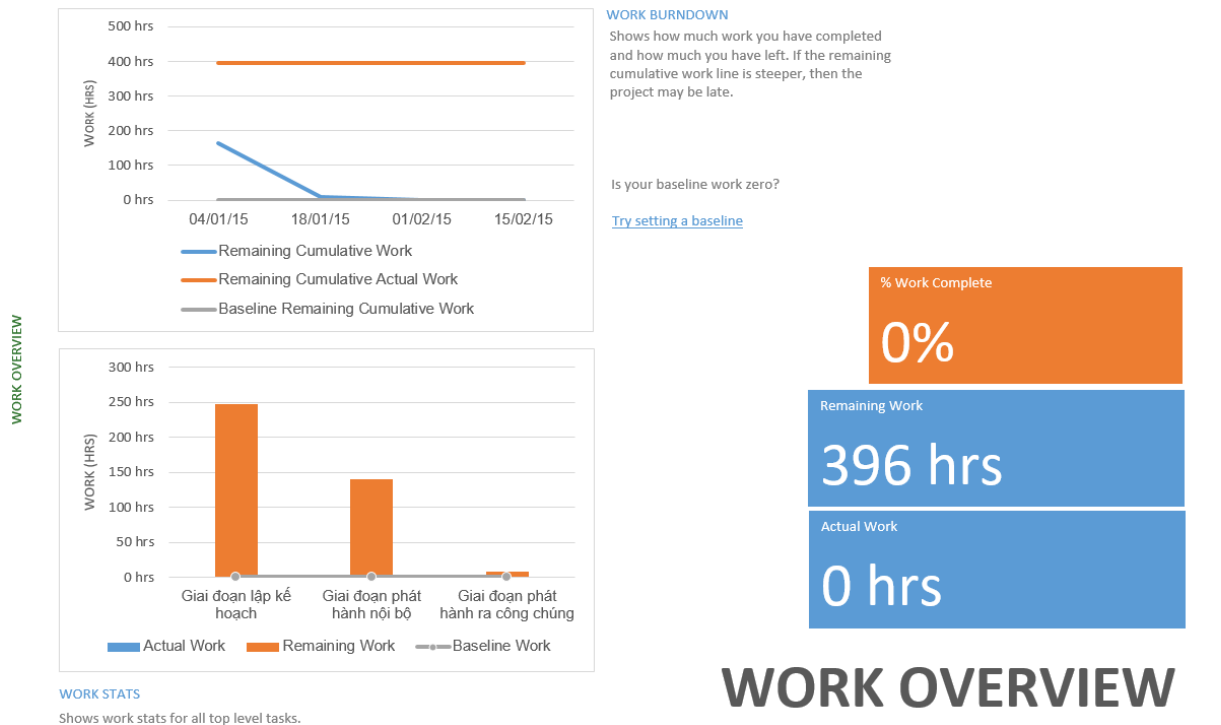 WORK OVERVIEW
500 hrs
400 hrs
300 hrs
200 hrs
100 hrs
0 hrs
WORK (HRS)
04/01/15 18/01/15 01/02/15 15/02/15
Remaining Cumulative Work
Remaining Cumulative Actual Work
Baseline Remaining Cumulative Work
WORK BURNDOWN
Shows how much work you have completed
and how much you have left. If the remaining
cumulative work line is steeper, then the
project may be late.
Is your baseline work zero?
Try setting a baseline
% Work Complete
0%
Remaining Work
396 hrs
Actual Work
0 hrs
300 hrs
250 hrs
200 hrs
150 hrs
100 hrs
50 hrs
0 hrs
WORK (HRS)
Giai đoạn lập kế
hoạch
Giai đoạn phát
hành nội bộ
Giai đoạn phát
hành ra công chúng
Actual Work Remaining Work Baseline Work
WORK STATS
Shows work stats for all top level tasks.
WORK OVERVIEW